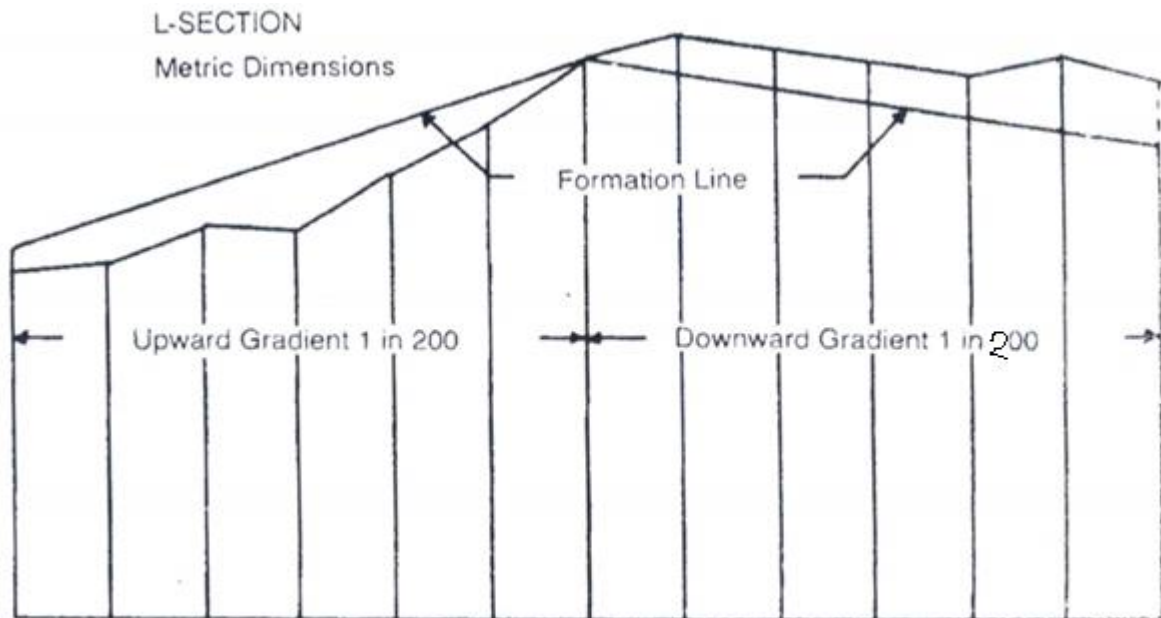 L-SECTION
Metric Dimensions
Formation Line
Upward Gradient 1 in 200
Downward Gradient 1 in 200